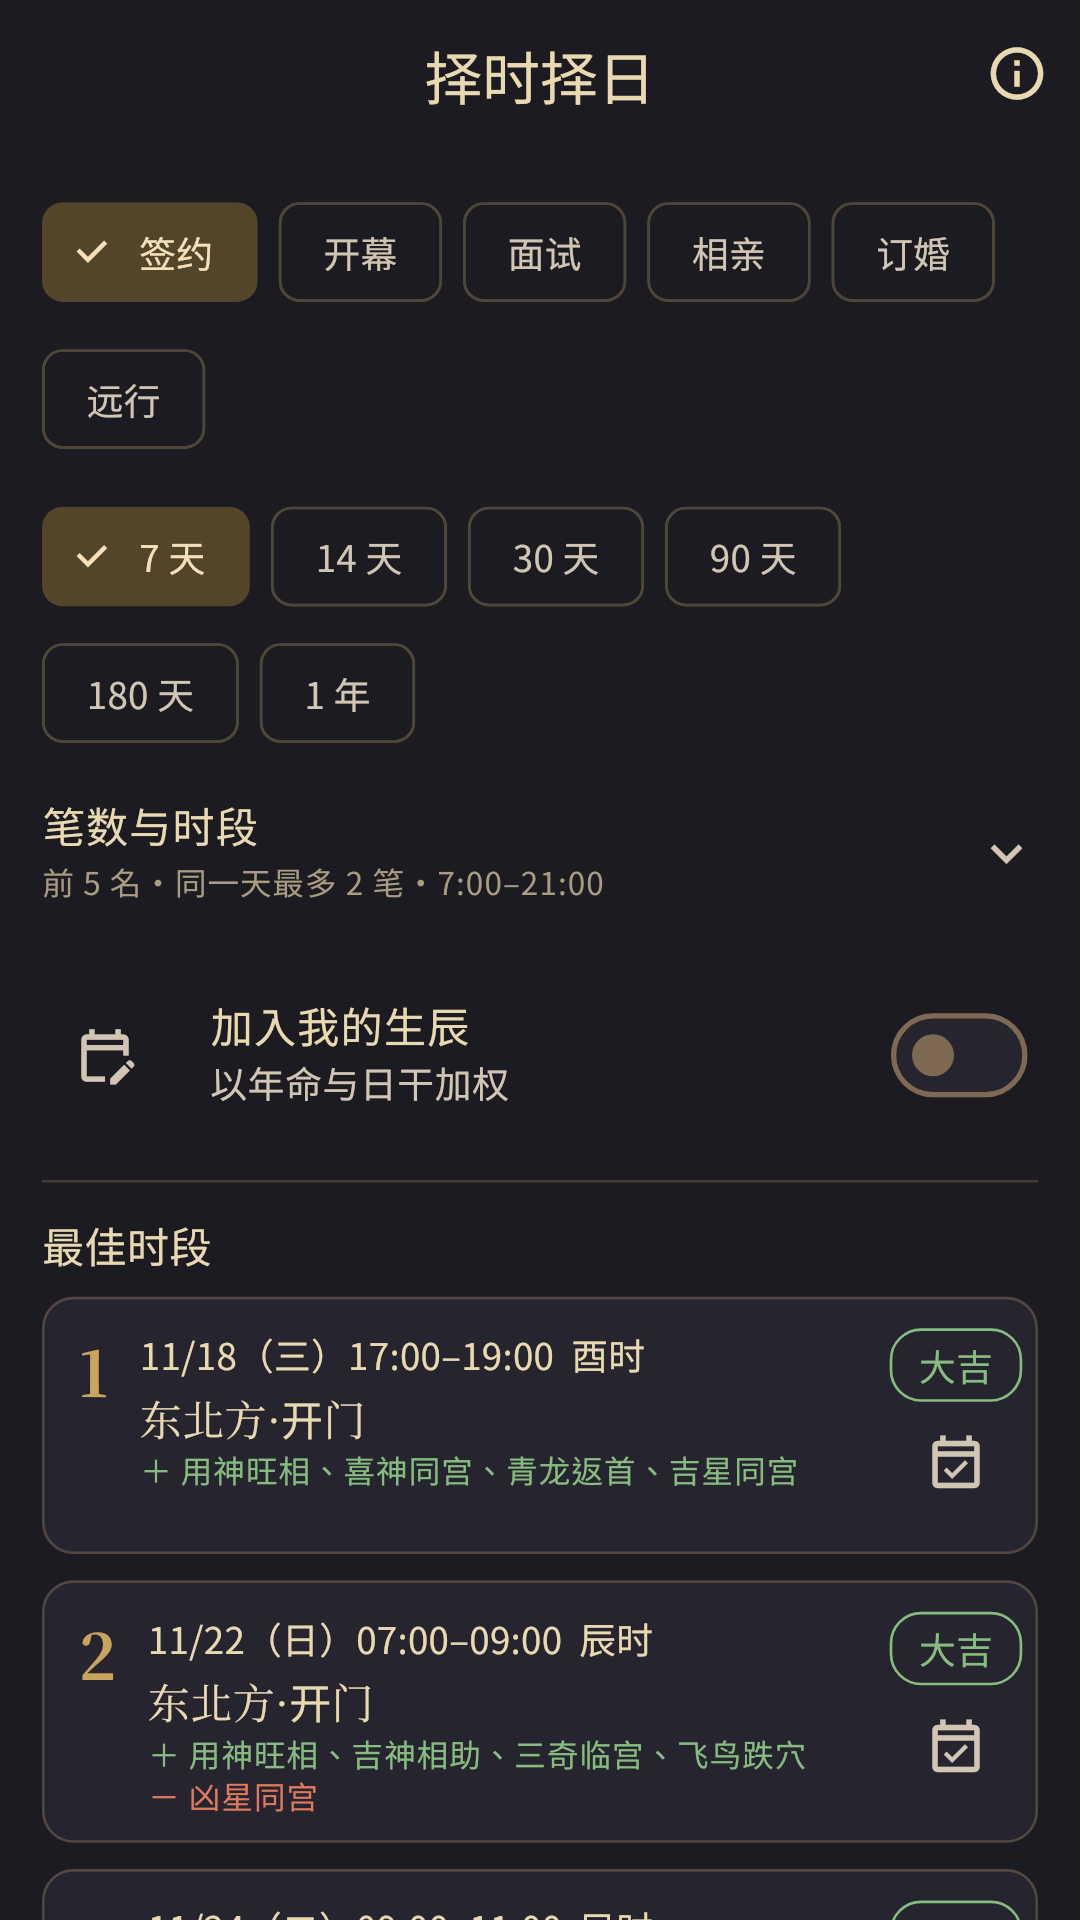 择时择日
签约
开幕
面试
相亲
订婚
远行
7 天
14 天
30 天
90 天
180 天
1 年
笔数与时段
前 5 名・同一天最多 2 笔・7:00–21:00
加入我的生辰
以年命与日干加权
最佳时段
1
11/18（三）17:00–19:00 酉时
大吉
东北方·开门
＋ 用神旺相、喜神同宫、青龙返首、吉星同宫
2
11/22（日）07:00–09:00 辰时
大吉
东北方·开门
＋ 用神旺相、吉神相助、三奇临宫、飞鸟跌穴
－ 凶星同宫